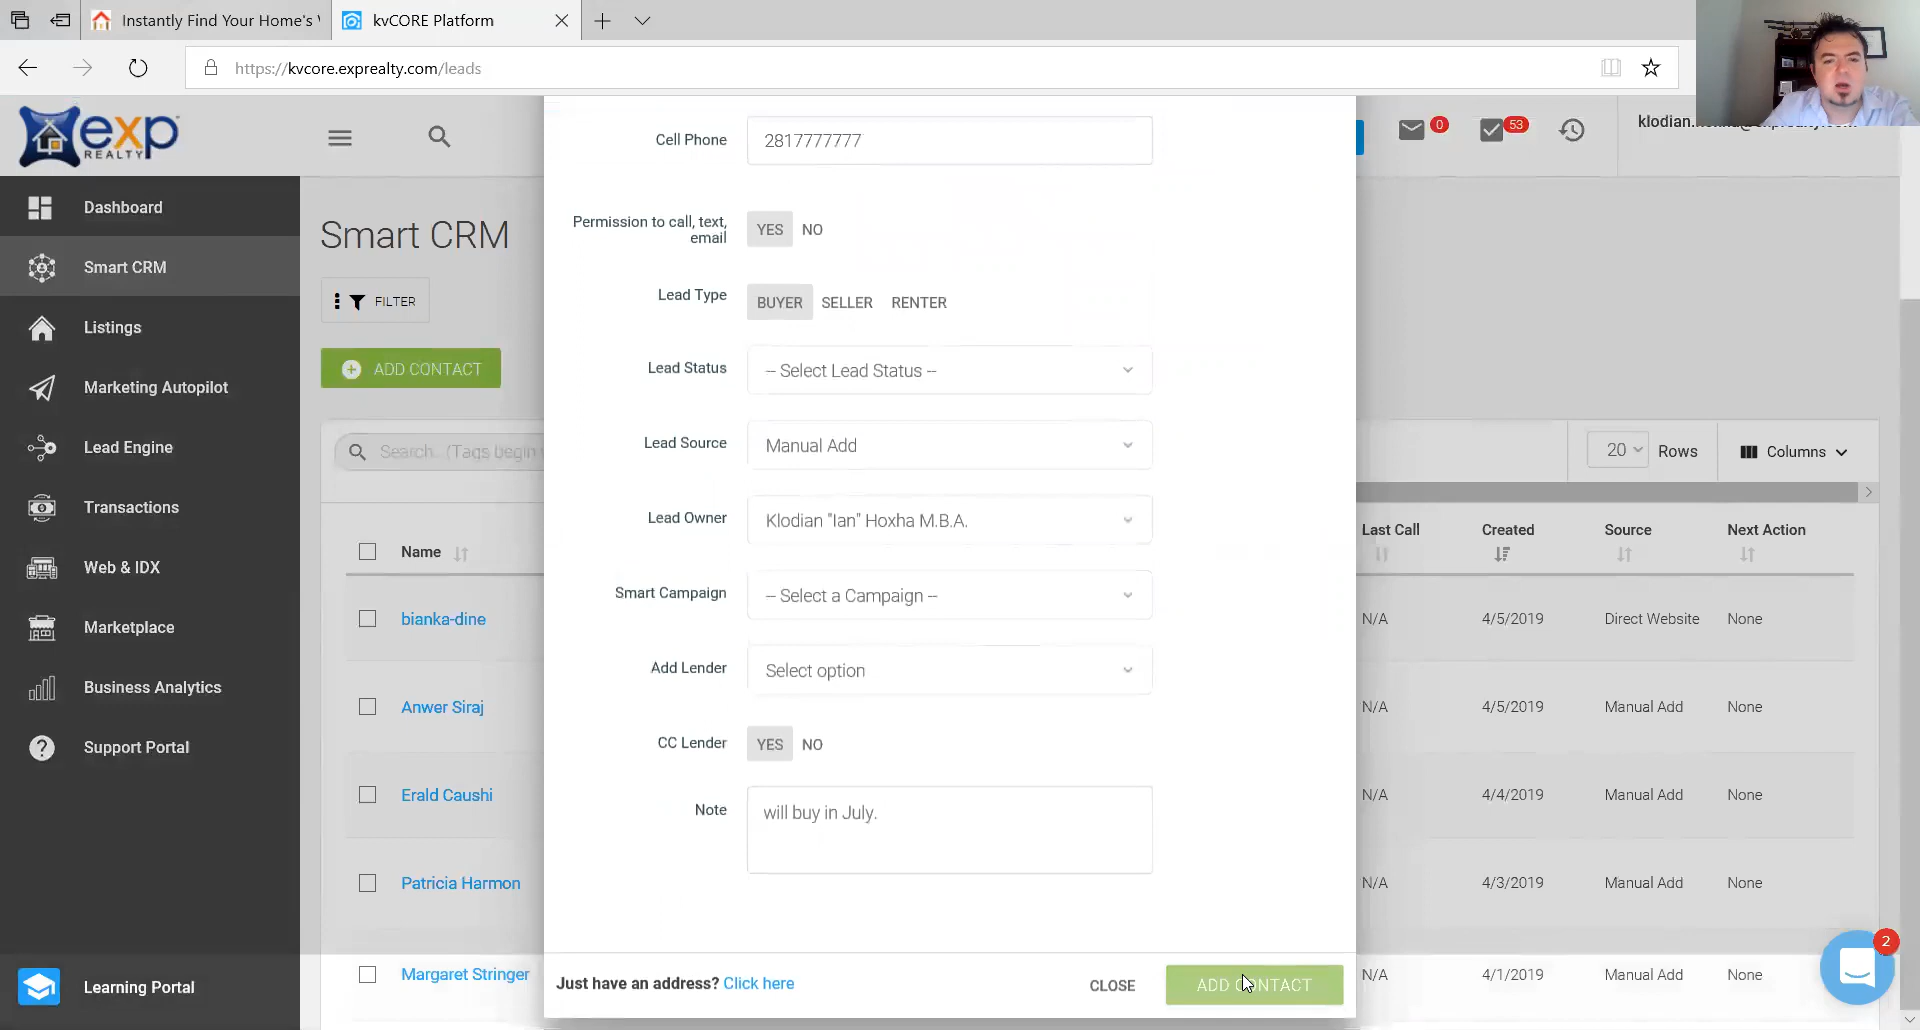 Instantly Find Your Home's V
kvCORE Platform
https://kvcore.exprealty.com/leads
exp
REALTY
0
53
Dashboard
Smart CRM
Listings
Marketing Autopilot
Lead Engine
Transactions
Web & IDX
Marketplace
Business Analytics
Support Portal
Learning Portal
Smart CRM
FILTER
ADD CONTACT
Search.. (Tags begin
20
Rows
Columns
Name
Last Call
Created
Source
Next Action
bianka-dine
N/A
4/5/2019
Direct Website
None
Anwer Siraj
N/A
4/5/2019
Manual Add
None
Erald Caushi
N/A
4/4/2019
Manual Add
None
Patricia Harmon
N/A
4/3/2019
Manual Add
None
Margaret Stringer
N/A
4/1/2019
Manual Add
None
Cell Phone
2817777777
Permission to call, text,
email
YES NO
Lead Type
BUYER SELLER RENTER
Lead Status
-- Select Lead Status --
Lead Source
Manual Add
Lead Owner
Klodian "Ian" Hoxha M.B.A.
Smart Campaign
-- Select a Campaign --
Add Lender
Select option
CC Lender
YES NO
Note
will buy in July.
Just have an address? Click here
CLOSE
ADD CONTACT
2